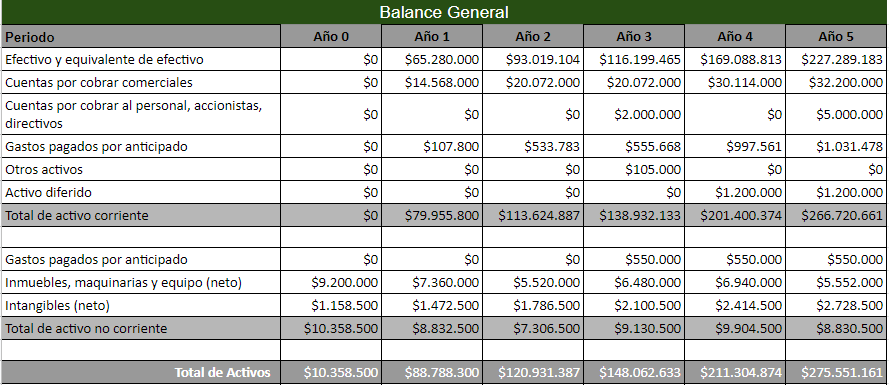 Balance General
Periodo Año 0 Año 1 Año 2 Año 3 Año 4 Año 5
Efectivo y equivalente de efectivo $0 $65.280.000 $93.019.104 $116.199.465 $169.088.813 $227.289.183
Cuentas por cobrar comerciales $0 $14.568.000 $20.072.000 $20.072.000 $30.114.000 $32.200.000
Cuentas por cobrar al personal, accionistas,
directivos $0 $0 $0 $2.000.000 $0 $5.000.000
Gastos pagados por anticipado $0 $107.800 $533.783 $555.668 $997.561 $1.031.478
Otros activos $0 $0 $0 $105.000 $0 $0
Activo diferido $0 $0 $0 $0 $1.200.000 $1.200.000
Total de activo corriente $0 $79.955.800 $113.624.887 $138.932.133 $201.400.374 $266.720.661
Gastos pagados por anticipado $0 $0 $0 $550.000 $550.000 $550.000
Inmuebles, maquinarias y equipo (neto) $9.200.000 $7.360.000 $5.520.000 $6.480.000 $6.940.000 $5.552.000
Intangibles (neto) $1.158.500 $1.472.500 $1.786.500 $2.100.500 $2.414.500 $2.728.500
Total de activo no corriente $10.358.500 $8.832.500 $7.306.500 $9.130.500 $9.904.500 $8.830.500
Total de Activos $10.358.500 $88.788.300 $120.931.387 $148.062.633 $211.304.874 $275.551.161